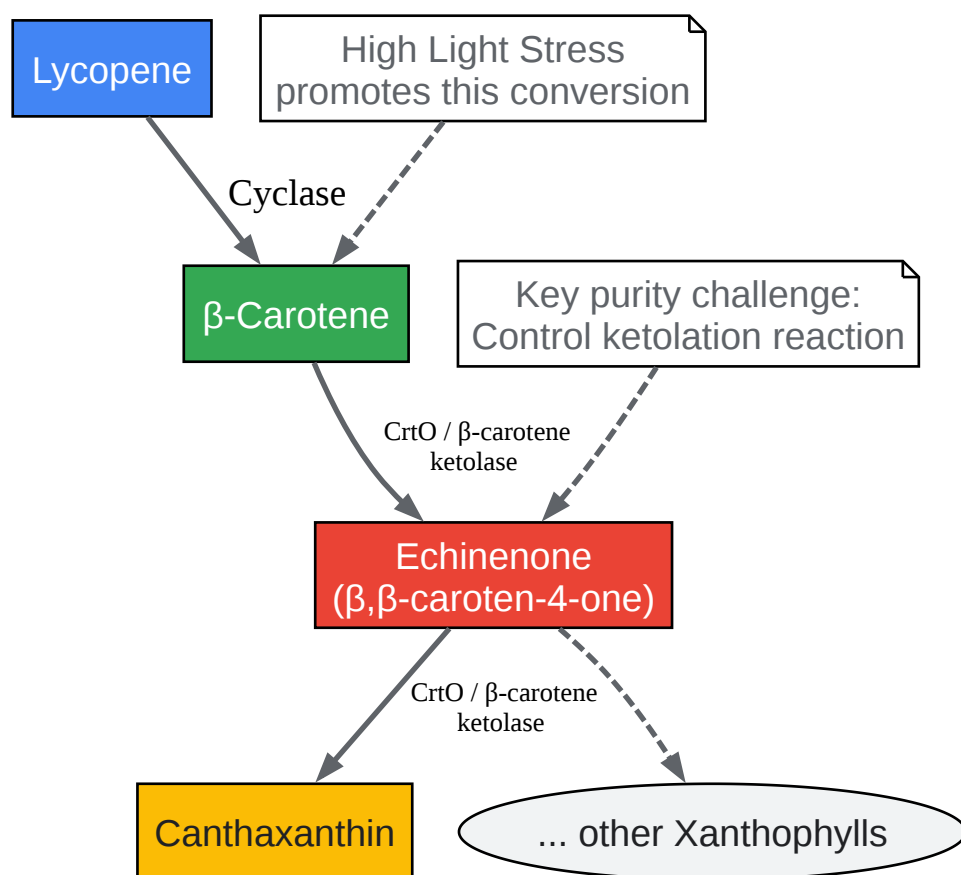 Lycopene
High Light Stress
promotes this conversion
Cyclase
β-Carotene
Key purity challenge:
Control ketolation reaction
CrtO / β-carotene
ketolase
Echinenone
(β,β-caroten-4-one)
CrtO / β-carotene
ketolase
Canthaxanthin
... other Xanthophylls